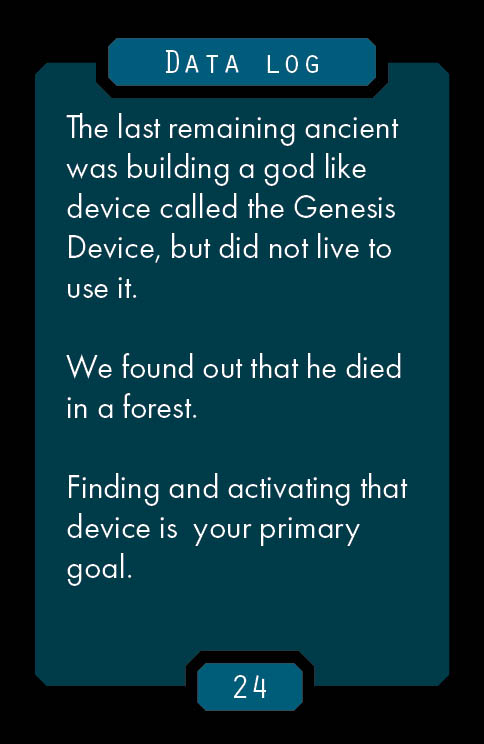 Data log
The last remaining ancient
was building a god like
device called the Genesis
Device, but did not live to
use it.
We found out that he died
in a forest.
Finding and activating that
device is  your primary
goal.
24